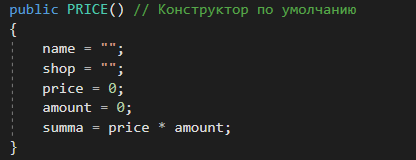 public PRICE() // Конструктор по умолчанию
{
name = "";
shop = "";
price = 0;
amount = 0;
summa = price * amount;
}